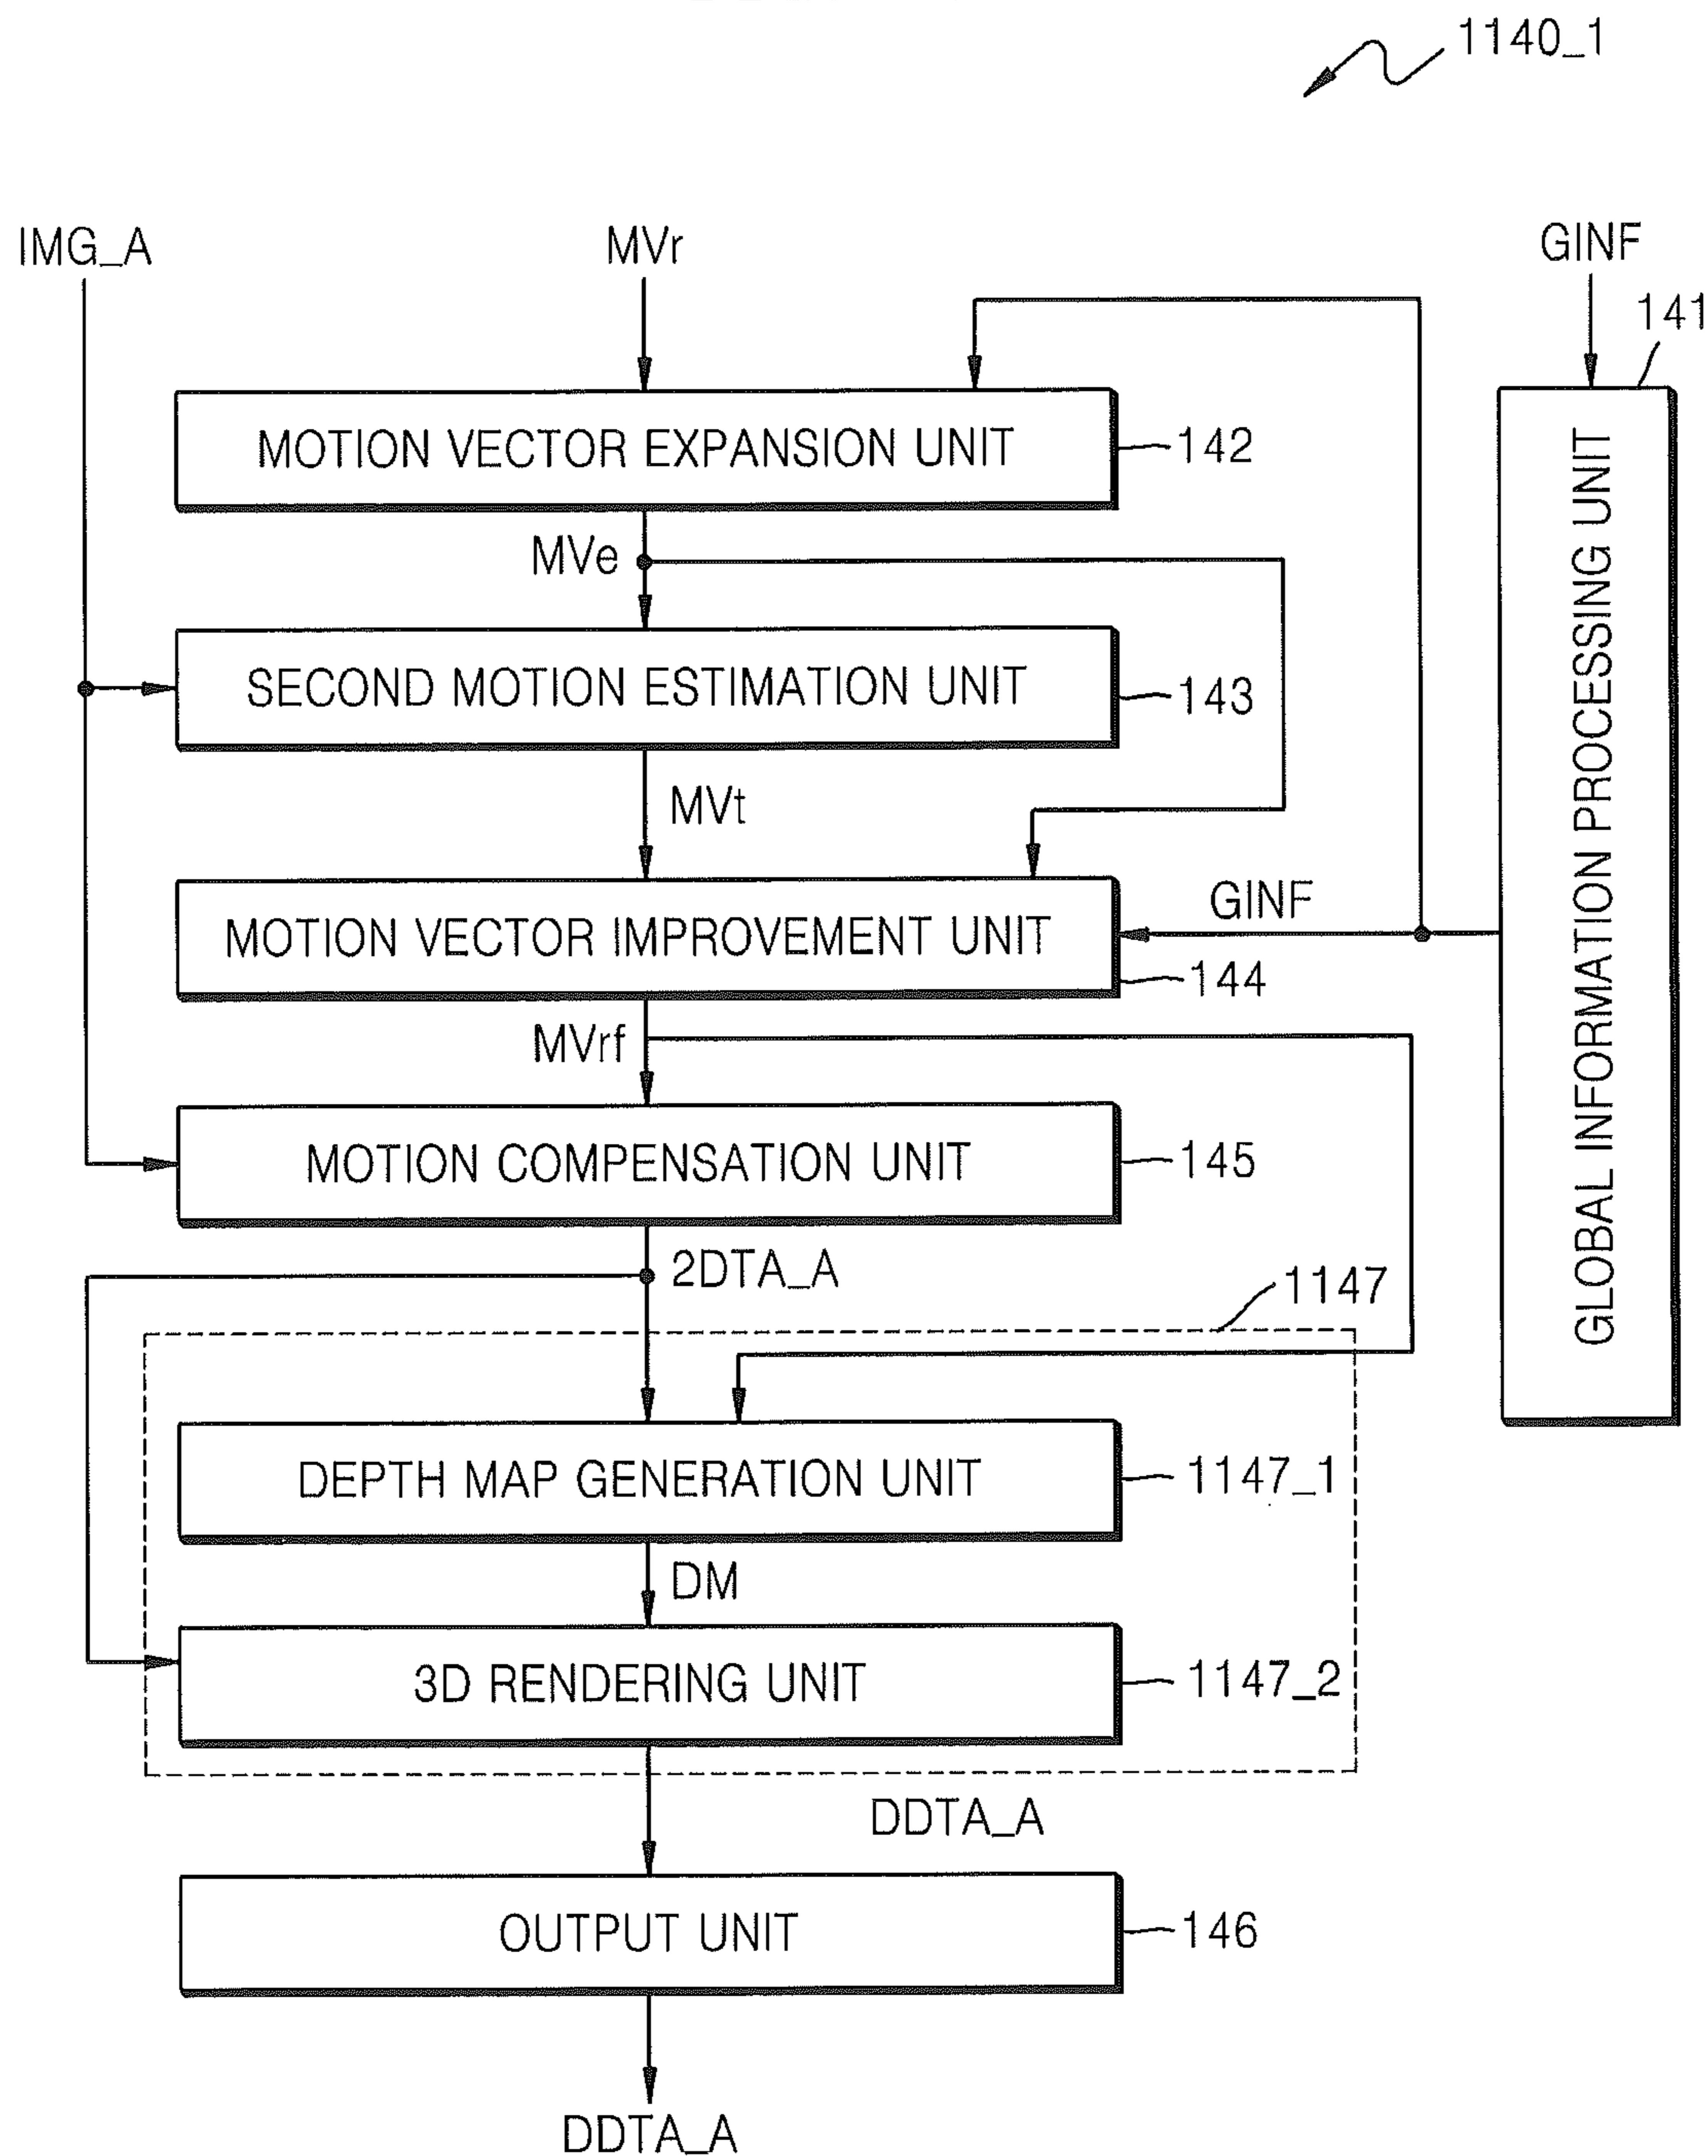 1140_1
IMG_A
MVr
GINF
141
MOTION VECTOR EXPANSION UNIT
142
MVe
SECOND MOTION ESTIMATION UNIT
143
MVt
GINF
MOTION VECTOR IMPROVEMENT UNIT
144
GLOBAL INFORMATION PROCESSING UNIT
MVrf
MOTION COMPENSATION UNIT
145
2DTA_A
1147
DEPTH MAP GENERATION UNIT
1147_1
DM
3D RENDERING UNIT
1147_2
DDTA_A
OUTPUT UNIT
146
DDTA_A